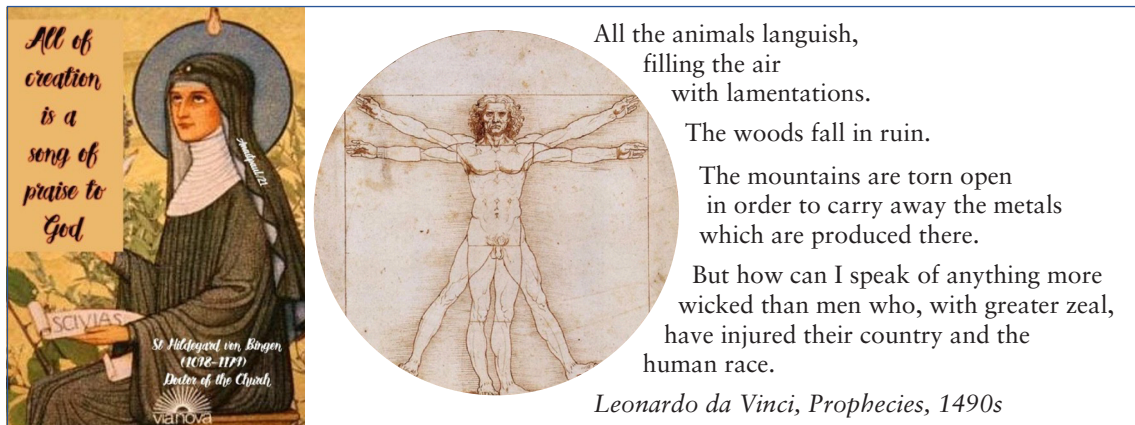 All of
creation
is a
song of
praise to
God
SCIVIAS
St Hildegard von Bingen
(1098-1179)
Doctor of the Church
vianova
All the animals languish,
filling the air
with lamentations.
The woods fall in ruin.
The mountains are torn open
in order to carry away the metals
which are produced there.
But how can I speak of anything more
wicked than men who, with greater zeal,
have injured their country and the
human race.
Leonardo da Vinci, Prophecies, 1490s